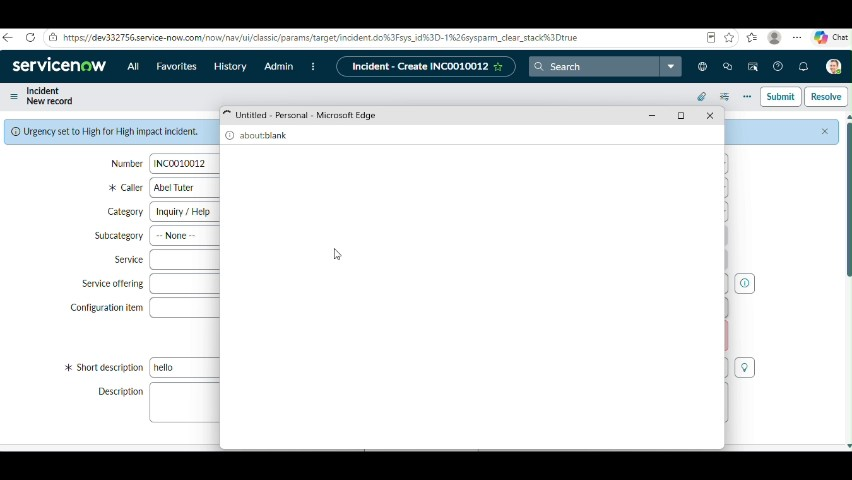 https://dev332756.service-now.com/now/nav/ui/classic/params/target/incident.do%3Fsys_id%3D-1%26sysparm_clear_stack%3Dtrue
Chat
servicenow All Favorites History Admin Incident - Create INC0010012 Search
Incident
New record
Submit Resolve
Untitled - Personal - Microsoft Edge
about:blank
Urgency set to High for High impact incident.
Number INC0010012
* Caller Abel Tuter
Category Inquiry / Help
Subcategory -- None --
Service
Service offering
Configuration item
* Short description hello
Description